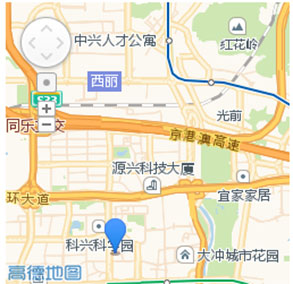 中兴人才公寓
红花岭
西丽
光前
同乐
交
京港澳高速
源兴科技大厦
宜家家居
环大道
科兴科
园
大冲城市花园
高德地图